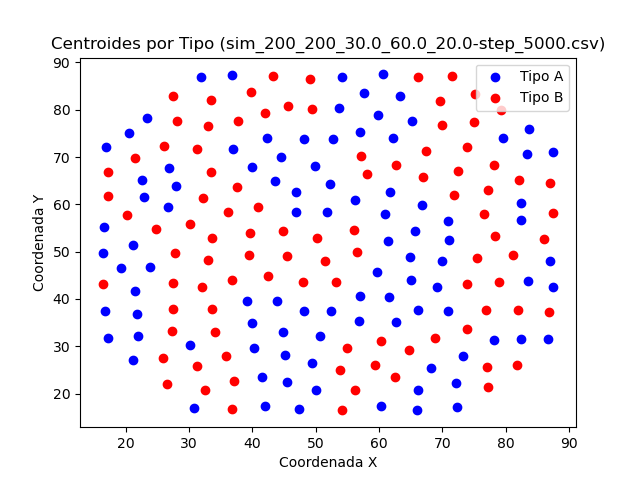 Centroides por Tipo (sim_200_200_30.0_60.0_20.0-step_5000.csv)
Tipo A
Tipo B
90
80
70
60
50
40
30
20
Coordenada Y
20 30 40 50 60 70 80 90
Coordenada X